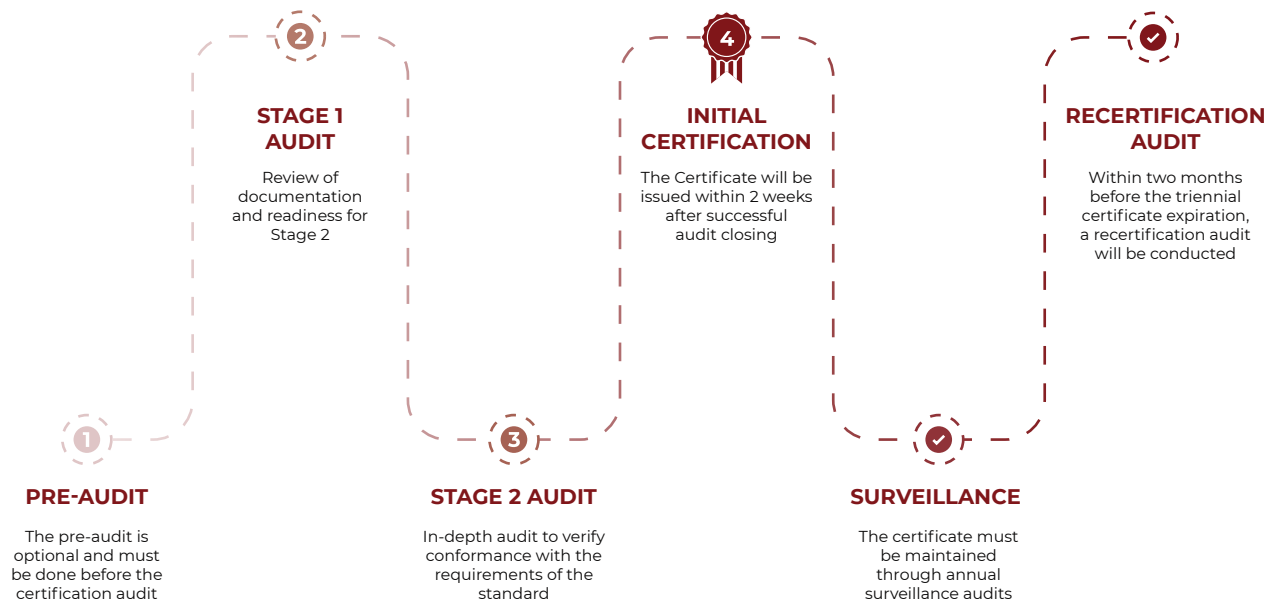 1
PRE-AUDIT
The pre-audit is
optional and must
be done before the
certification audit
2
STAGE 1
AUDIT
Review of
documentation
and readiness for
Stage 2
3
STAGE 2 AUDIT
In-depth audit to verify
conformance with the
requirements of the
standard
4
INITIAL
CERTIFICATION
The Certificate will be
issued within 2 weeks
after successful
audit closing
SURVEILLANCE
The certificate must
be maintained
through annual
surveillance audits
RECERTIFICATION
AUDIT
Within two months
before the triennial
certificate expiration,
a recertification audit
will be conducted